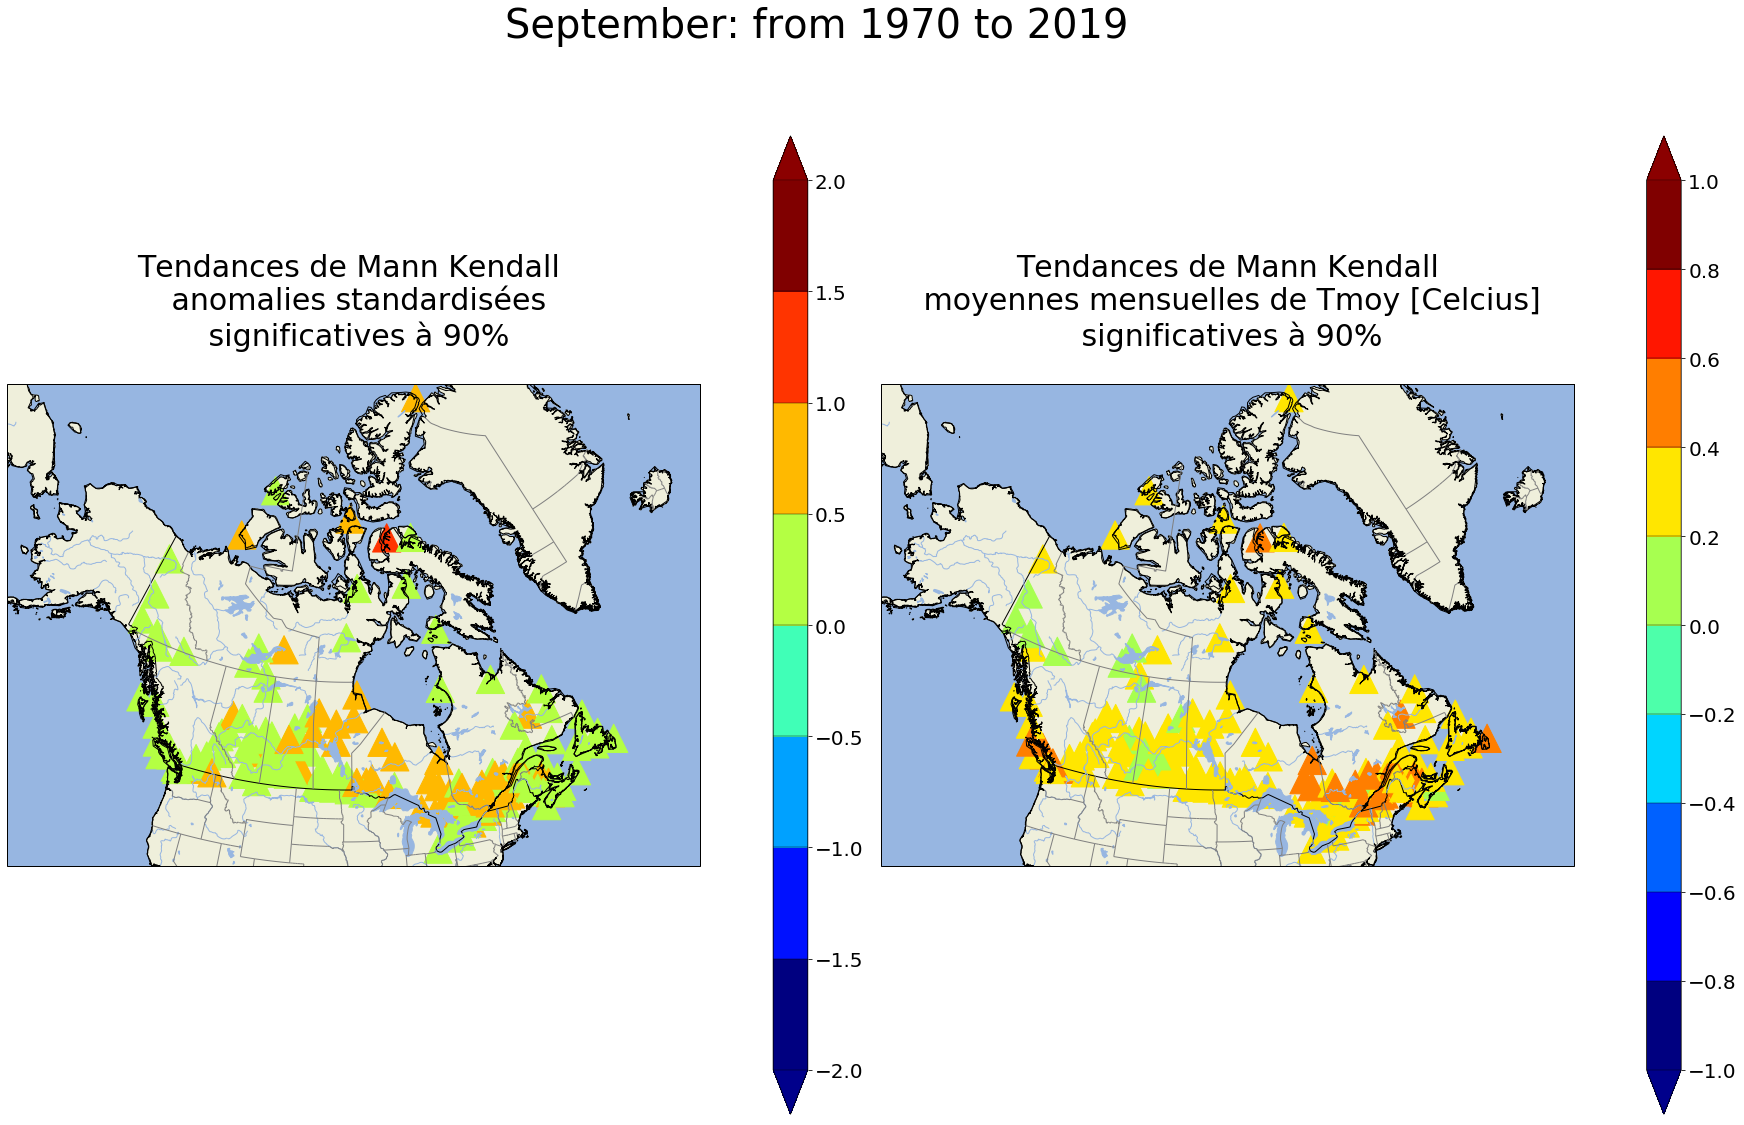 September: from 1970 to 2019
Tendances de Mann Kendall
anomalies standardisées
significatives à 90%
2.0
1.5
1.0
0.5
0.0
−0.5
−1.0
−1.5
−2.0
Tendances de Mann Kendall
moyennes mensuelles de Tmoy [Celcius]
significatives à 90%
1.0
0.8
0.6
0.4
0.2
0.0
−0.2
−0.4
−0.6
−0.8
−1.0